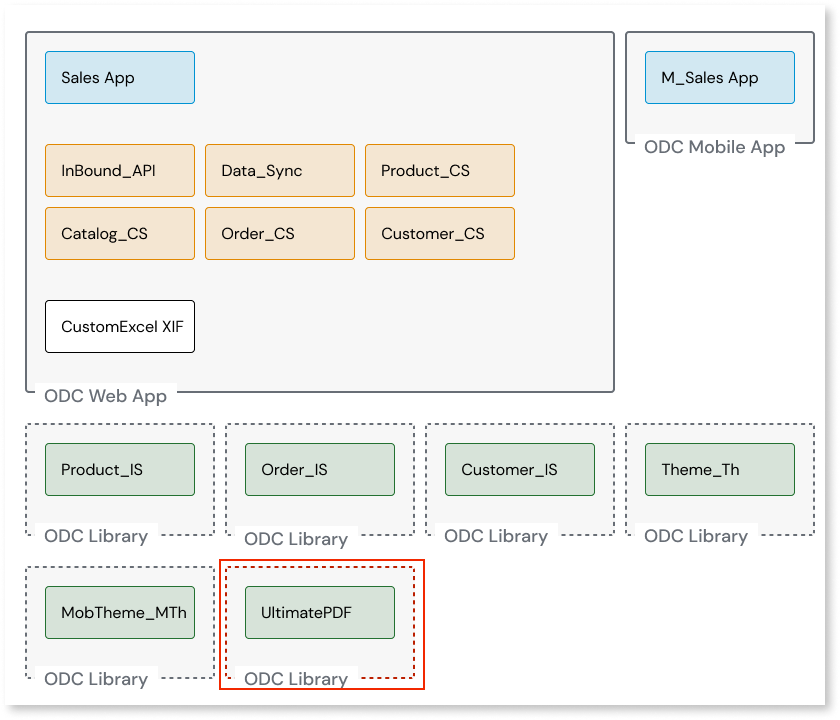 Sales App
M_Sales App
InBound_API
Data_Sync
Product_CS
ODC Mobile App
Catalog_CS
Order_CS
Customer_CS
CustomExcel XIF
ODC Web App
Product_IS
Order_IS
Customer_IS
Theme_Th
ODC Library
ODC Library
ODC Library
ODC Library
MobTheme_MTh
UltimatePDF
ODC Library
ODC Library